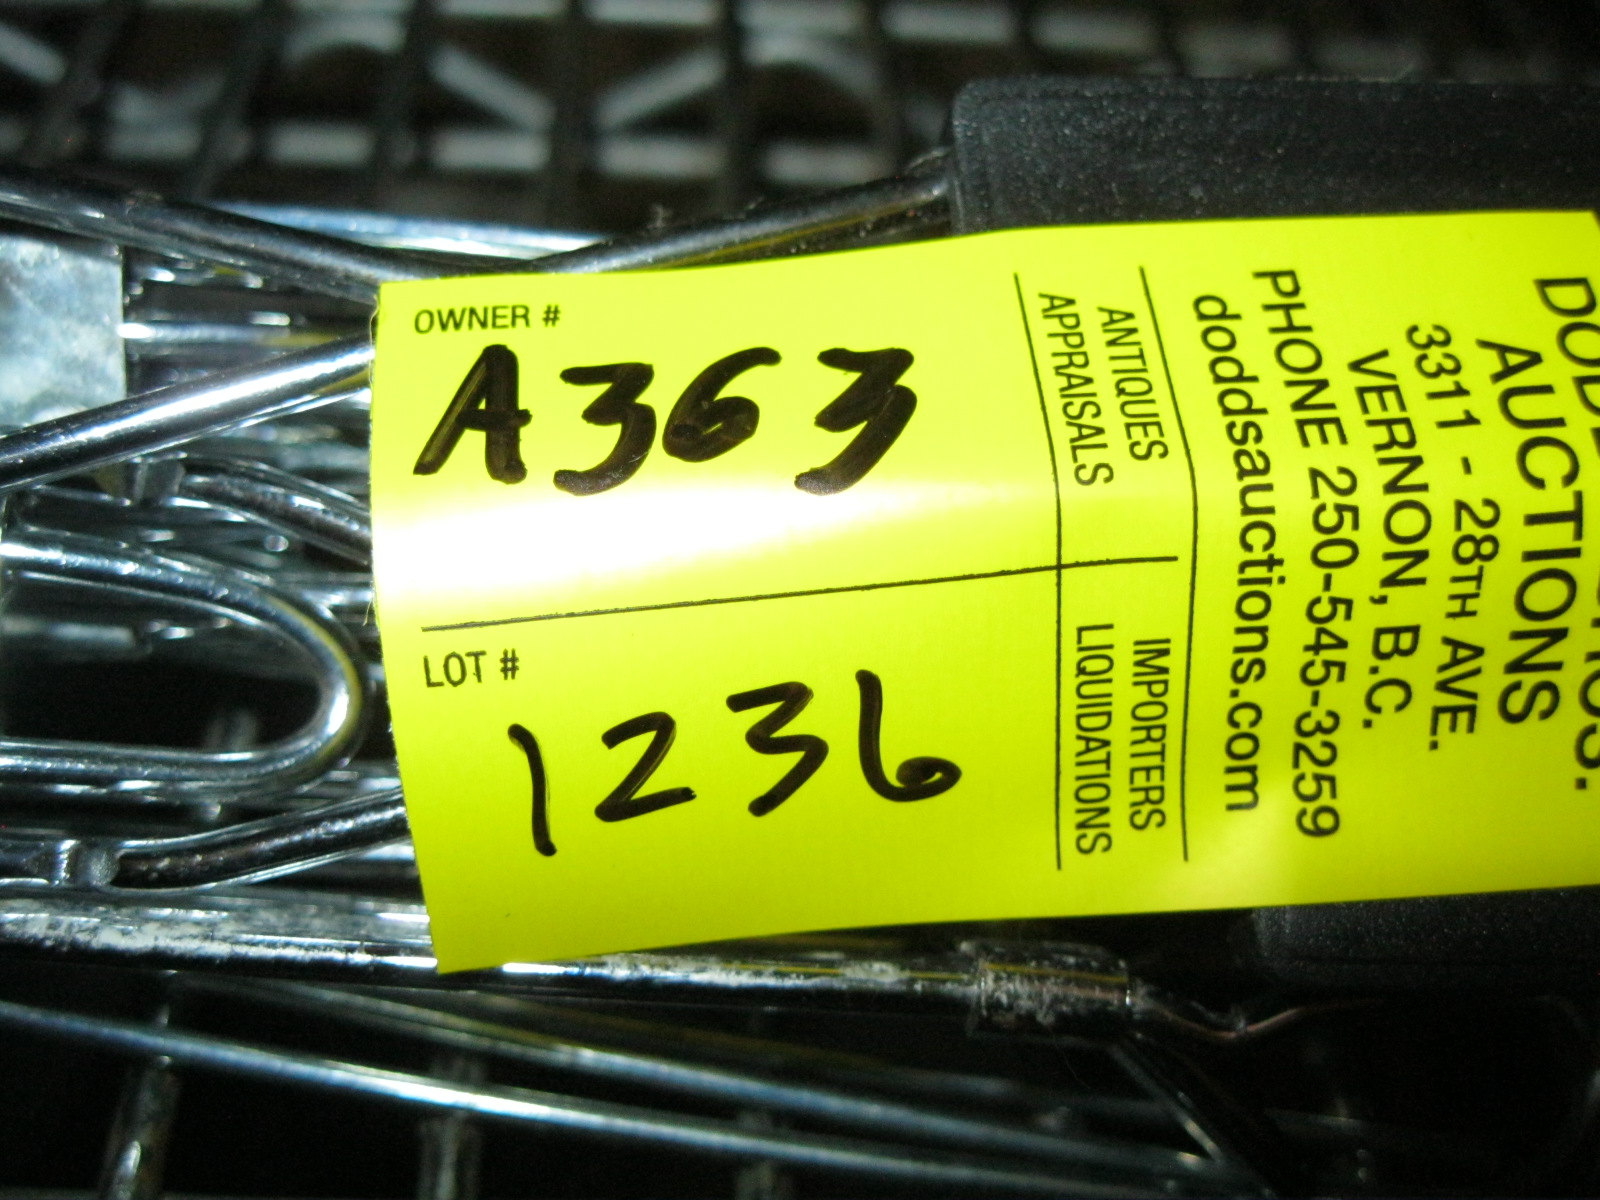 OWNER #
A363
LOT #
1236
AUCTIONS
3311 - 28TH AVE.
VERNON, B.C.
PHONE 250-545-3259
doddsauctions.com
ANTIQUES
APPRAISALS
IMPORTERS
LIQUIDATIONS